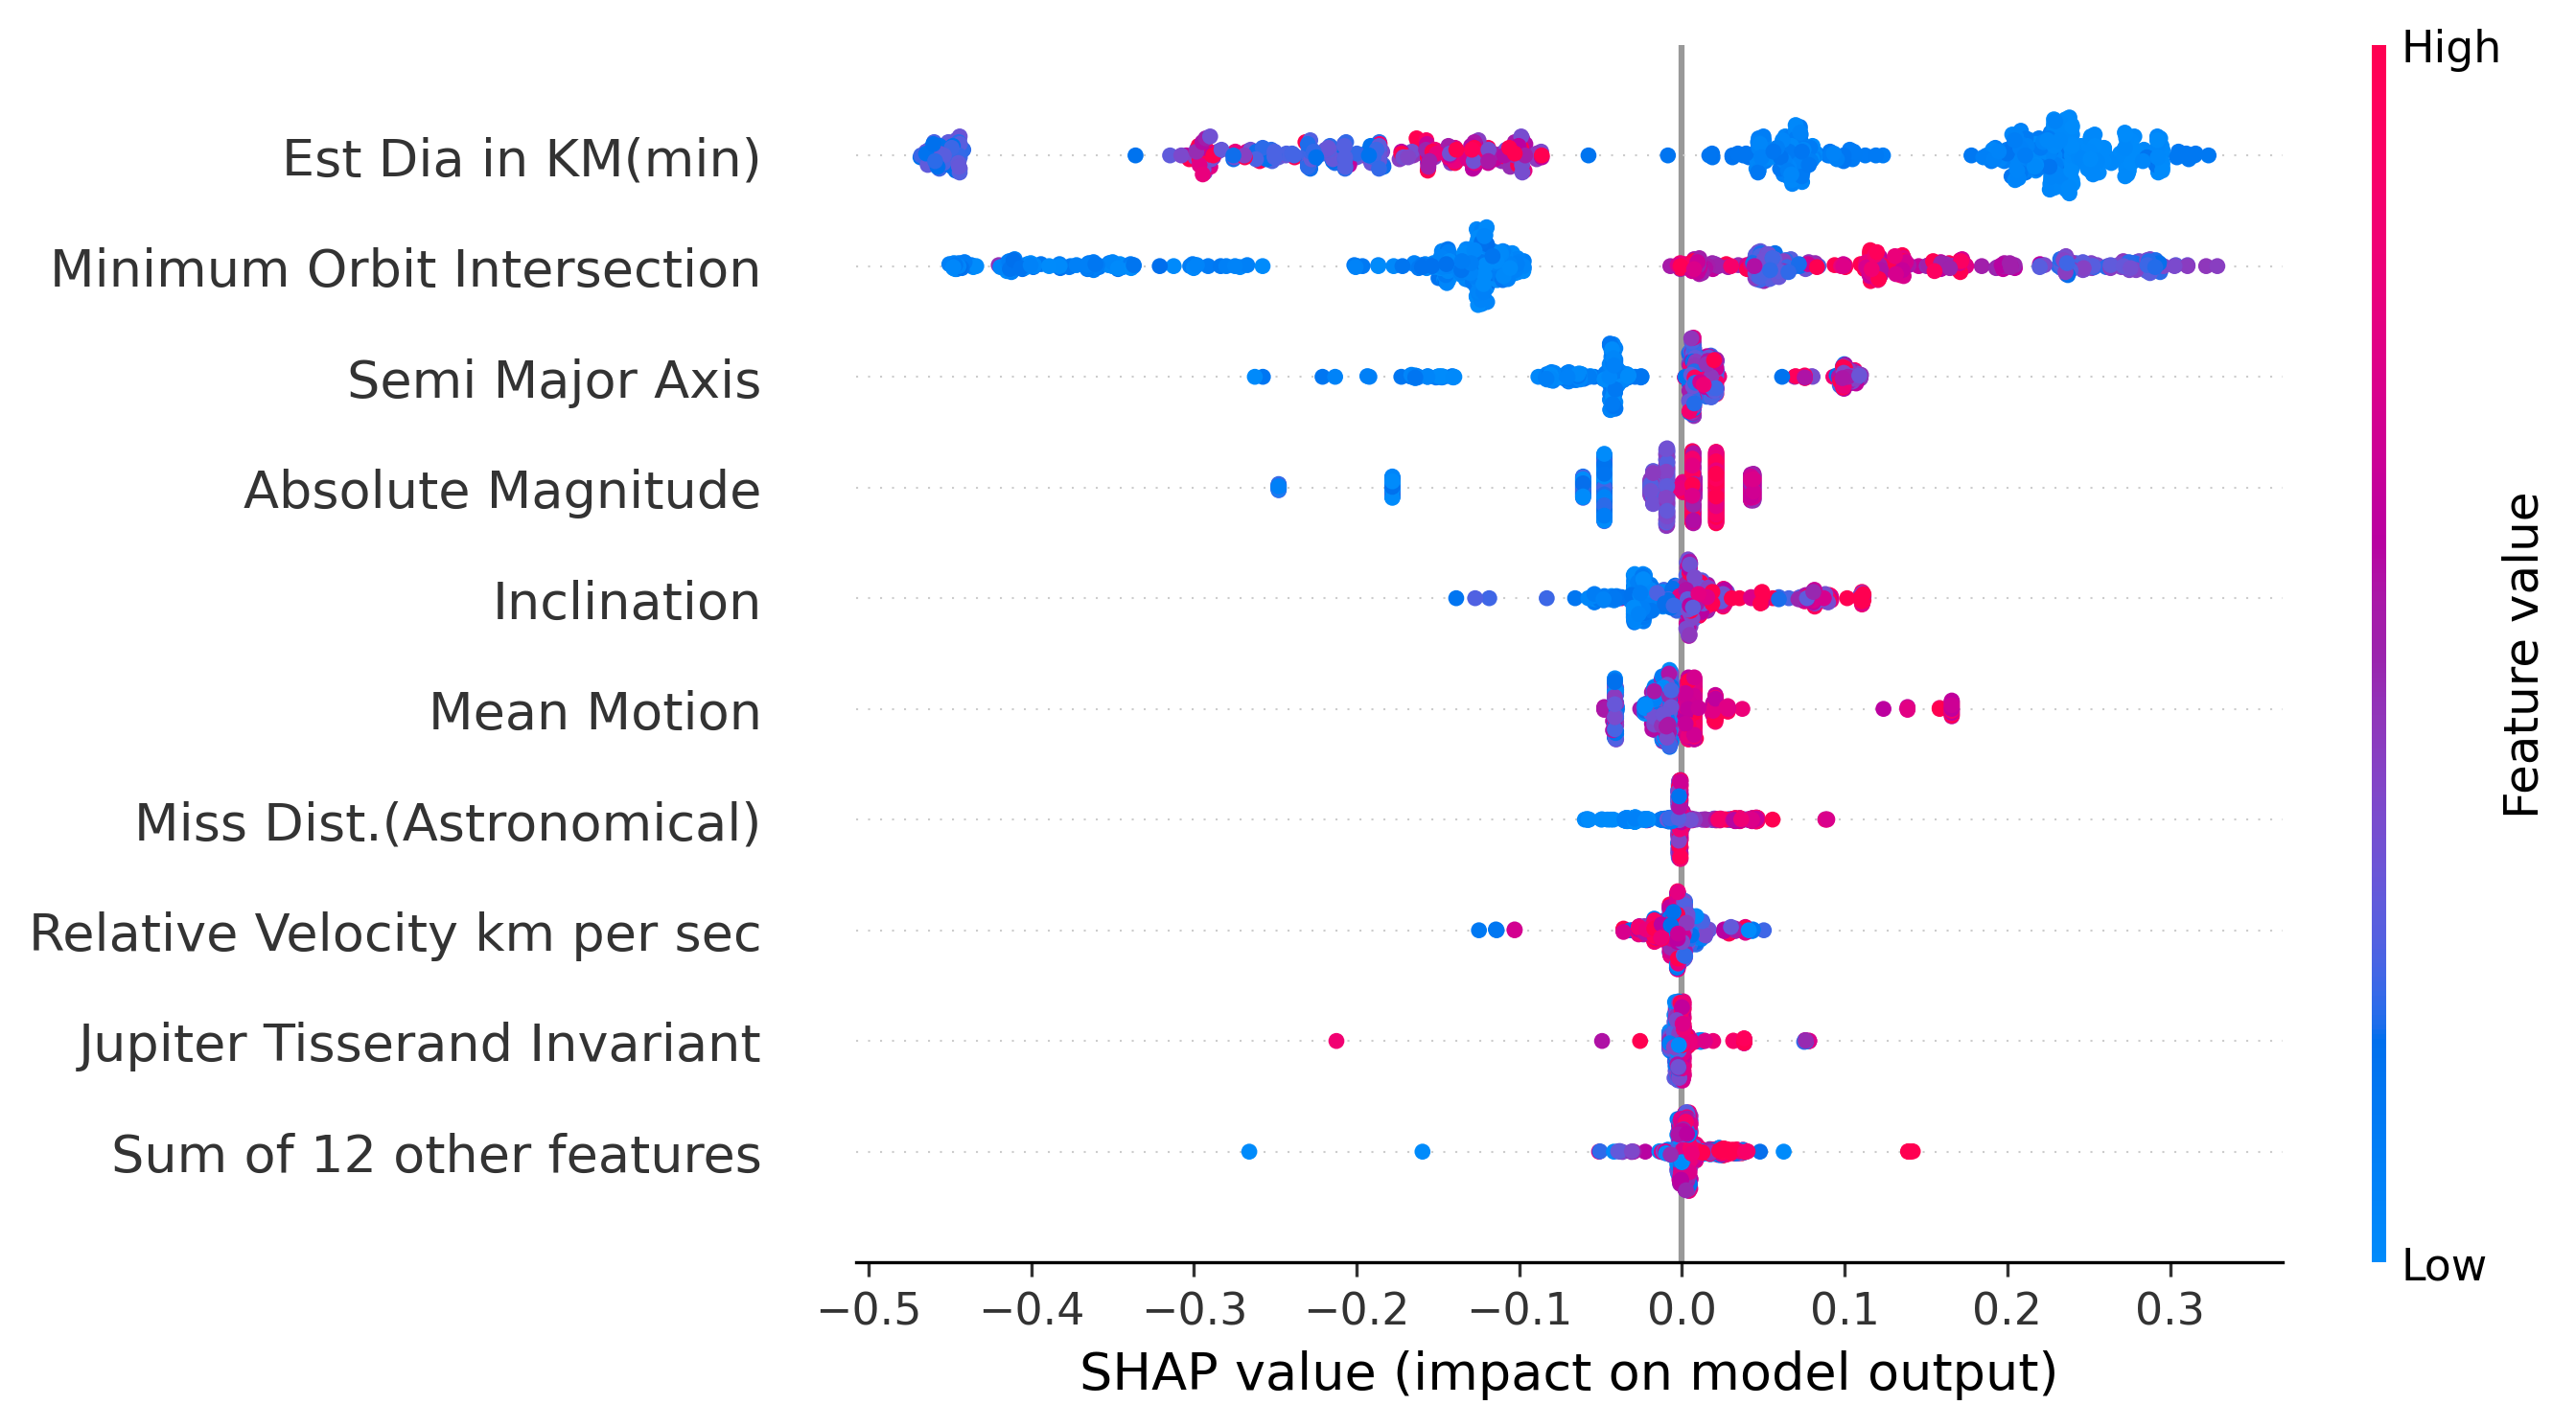 High
Est Dia in KM(min)
Minimum Orbit Intersection
Semi Major Axis
Absolute Magnitude
Inclination
Mean Motion
Miss Dist.(Astronomical)
Relative Velocity km per sec
Jupiter Tisserand Invariant
Sum of 12 other features
Feature value
Low
−0.5 −0.4 −0.3 −0.2 −0.1 0.0 0.1 0.2 0.3
SHAP value (impact on model output)